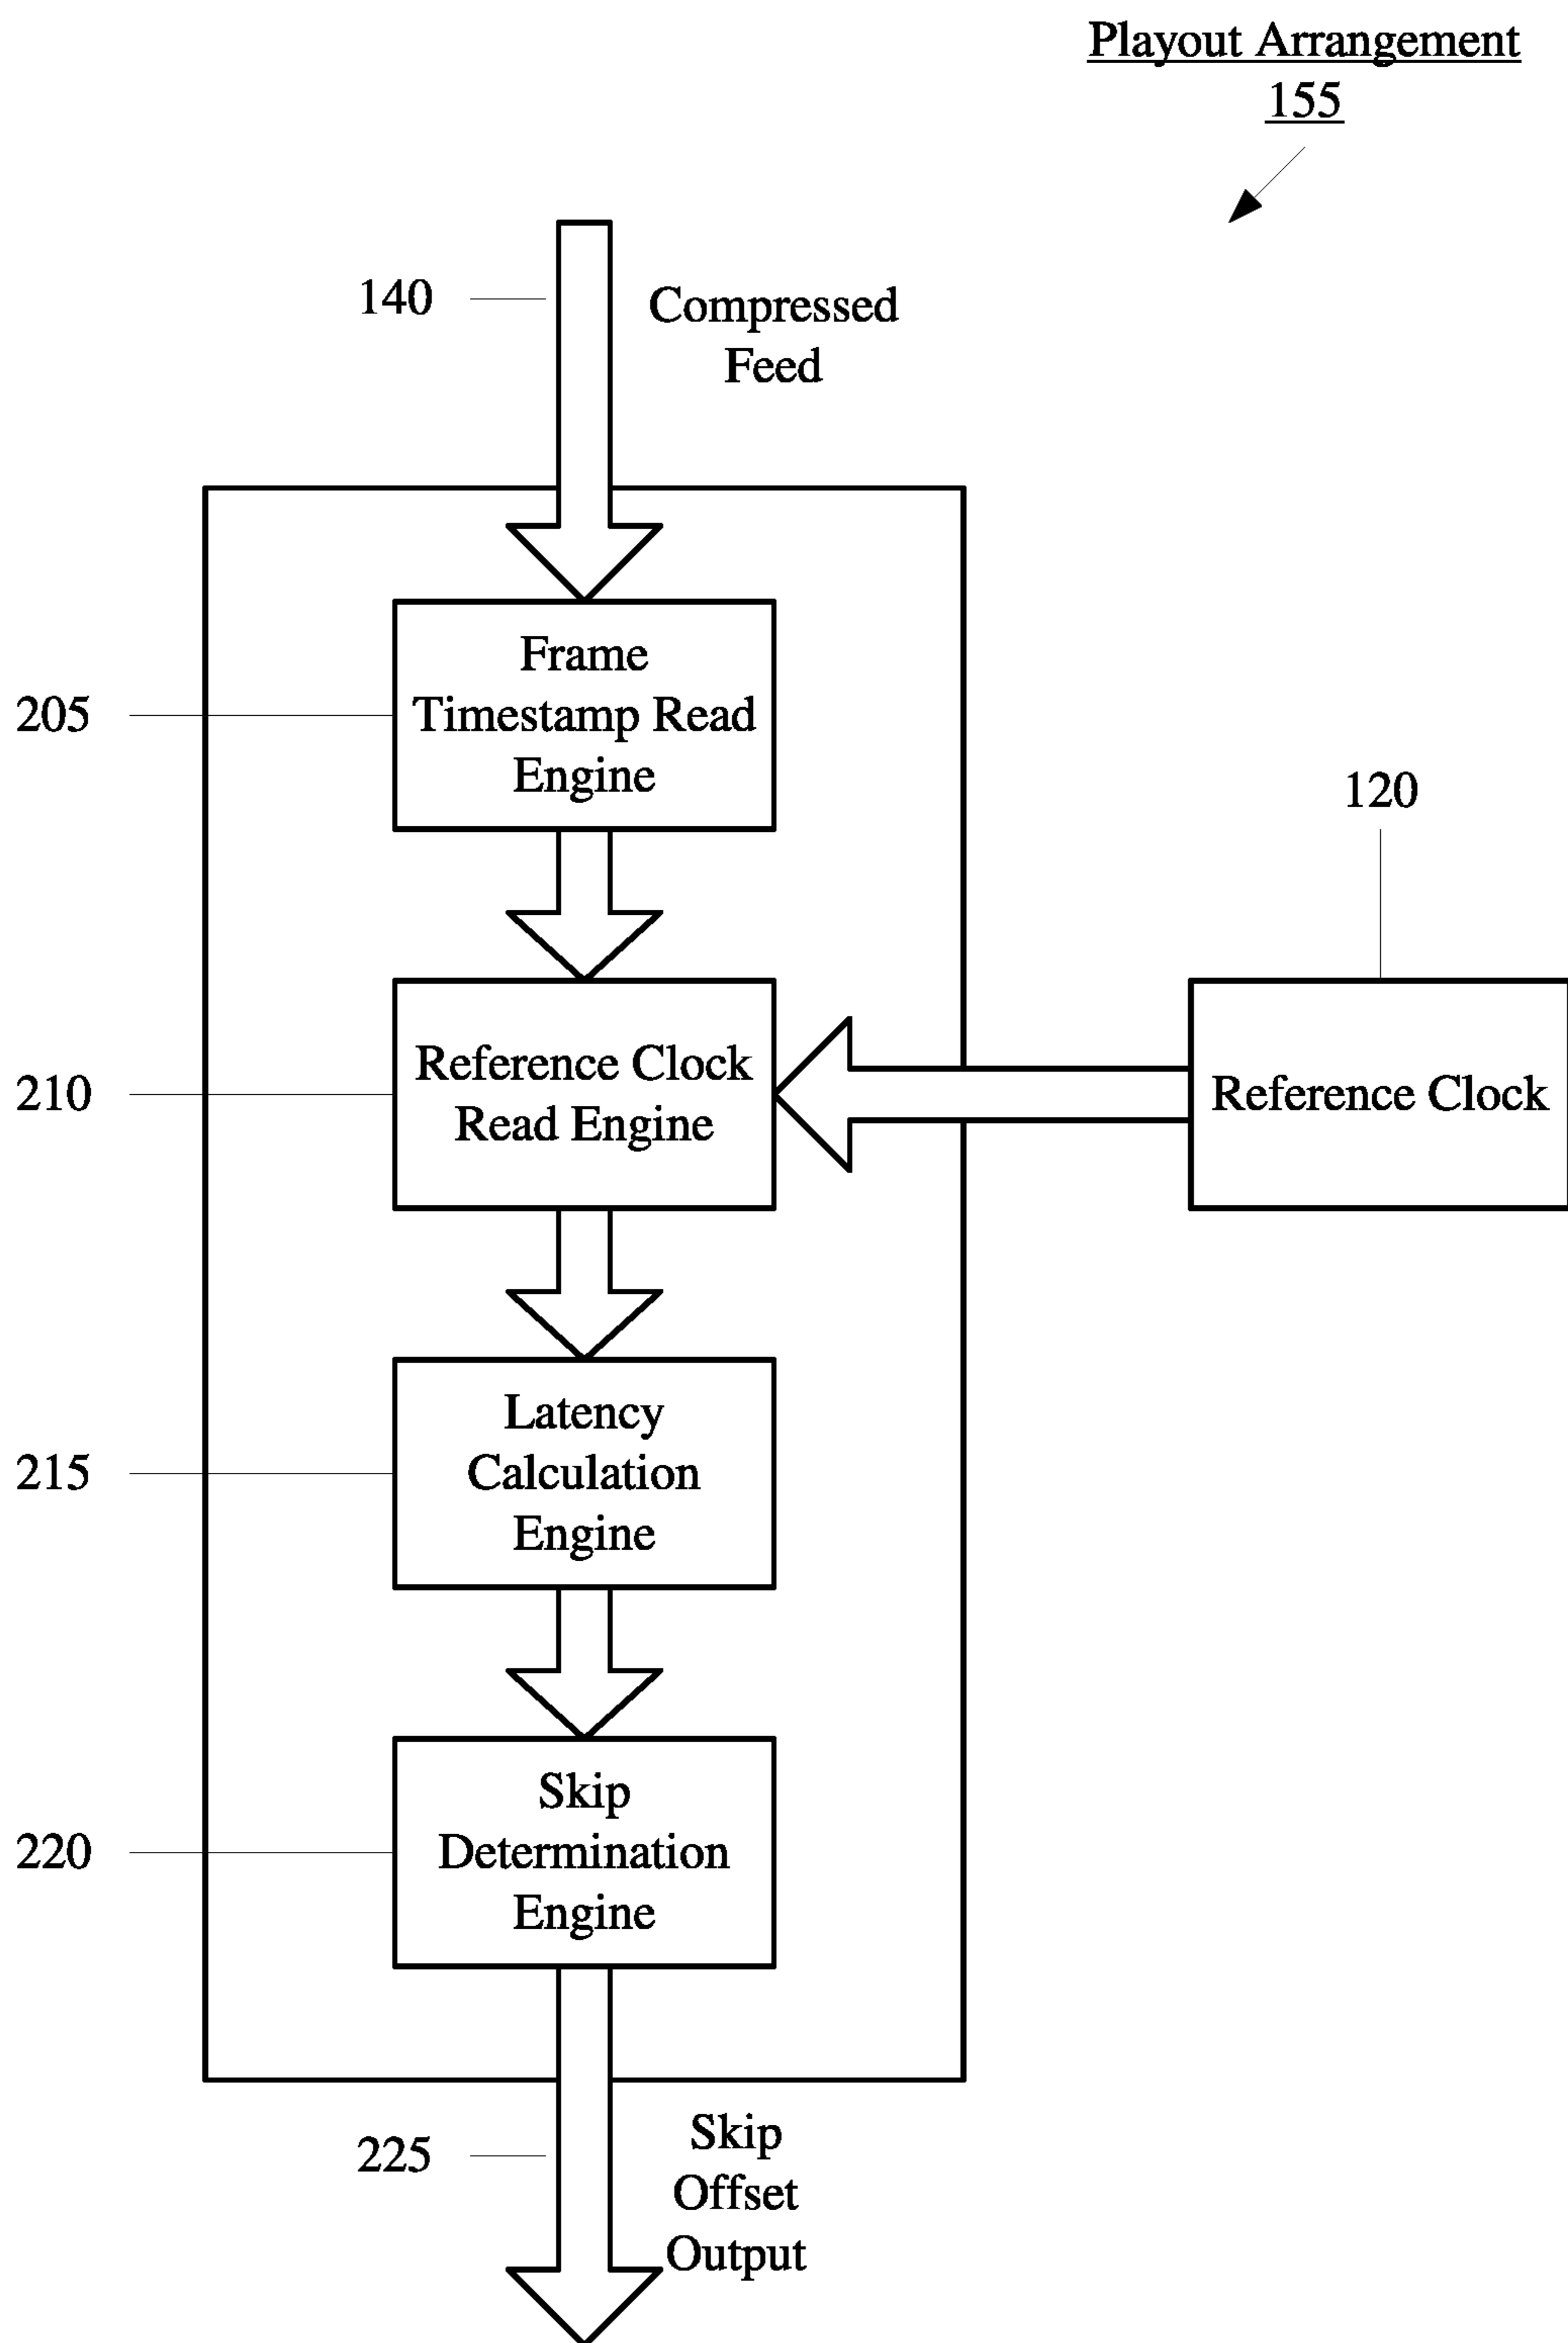 Playout Arrangement
155
140
Compressed
Feed
Frame
Timestamp Read
Engine
205
120
Reference Clock
Read Engine
210
Reference Clock
Latency
Calculation
Engine
215
Skip
Determination
Engine
220
225
Skip
Offset
Output